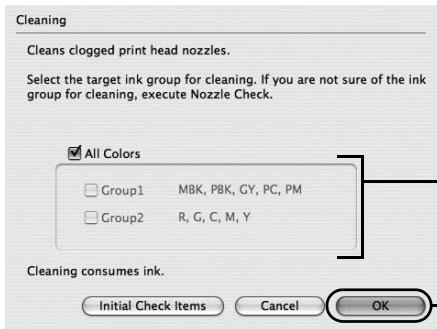 Cleaning
Cleans clogged print head nozzles.
Select the target ink group for cleaning. If you are not sure of the ink
group for cleaning, execute Nozzle Check.
All Colors
Group1 MBK, PBK, GY, PC, PM
Group2 R, G, C, M, Y
Cleaning consumes ink.
Initial Check Items Cancel OK